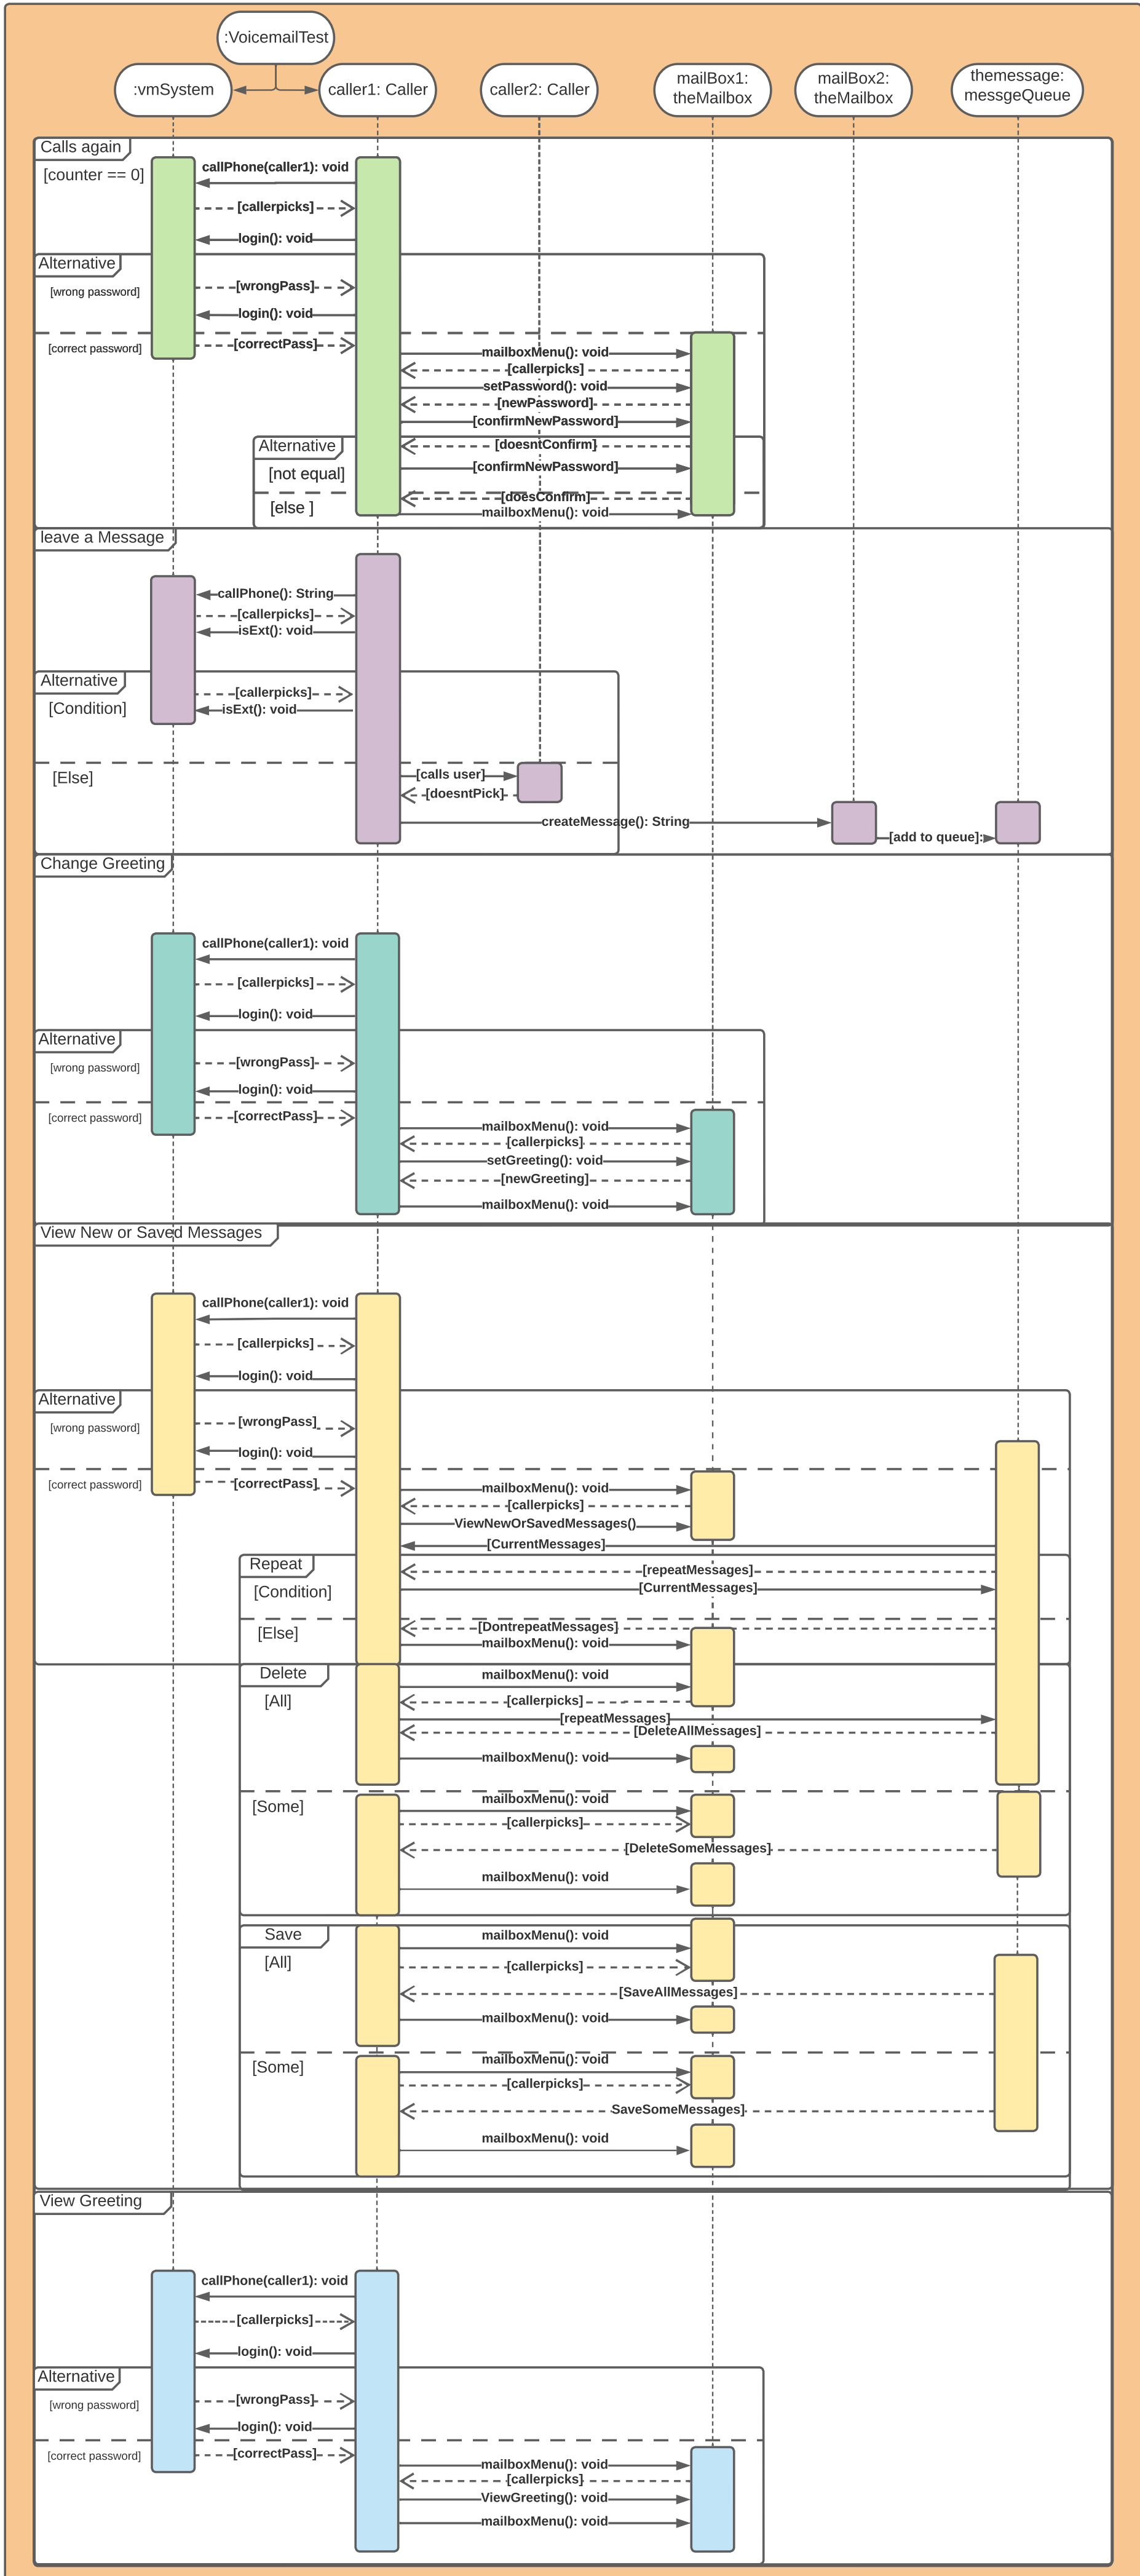 :VoicemailTest
:vmSystem
caller1: Caller
caller2: Caller
mailBox1:
theMailbox
mailBox2:
theMailbox
themessage:
messgeQueue
Calls again
[counter == 0]
callPhone(caller1): void
[callerpicks]
login(): void
Alternative
[wrong password]
[wrongPass]
login(): void
[correct password]
[correctPass]
mailboxMenu(): void
[callerpicks]
setPassword(): void
[newPassword]
[confirmNewPassword]
Alternative
[doesntConfirm]
[not equal]
[confirmNewPassword]
[doesConfirm]
[else ]
mailboxMenu(): void
leave a Message
callPhone(): String
[callerpicks]
isExt(): void
Alternative
[callerpicks]
[Condition]
isExt(): void
[Else]
[calls user]
[doesntPick]
createMessage(): String
[add to queue]:
Change Greeting
callPhone(caller1): void
[callerpicks]
login(): void
Alternative
[wrong password]
[wrongPass]
login(): void
[correct password]
[correctPass]
mailboxMenu(): void
[callerpicks]
setGreeting(): void
[newGreeting]
mailboxMenu(): void
View New or Saved Messages
callPhone(caller1): void
[callerpicks]
login(): void
Alternative
[wrong password]
[wrongPass]
login(): void
[correct password]
[correctPass]
mailboxMenu(): void
[callerpicks]
ViewNewOrSavedMessages()
[CurrentMessages]
Repeat
[repeatMessages]
[Condition]
[CurrentMessages]
[Else]
[DontrepeatMessages]
mailboxMenu(): void
Delete
mailboxMenu(): void
[All]
[callerpicks]
[repeatMessages]
[DeleteAllMessages]
mailboxMenu(): void
[Some]
mailboxMenu(): void
[callerpicks]
[DeleteSomeMessages]
mailboxMenu(): void
Save
mailboxMenu(): void
[All]
[callerpicks]
[SaveAllMessages]
mailboxMenu(): void
[Some]
mailboxMenu(): void
[callerpicks]
SaveSomeMessages]
mailboxMenu(): void
View Greeting
callPhone(caller1): void
[callerpicks]
login(): void
Alternative
[wrong password]
[wrongPass]
login(): void
[correct password]
[correctPass]
mailboxMenu(): void
[callerpicks]
ViewGreeting(): void
mailboxMenu(): void